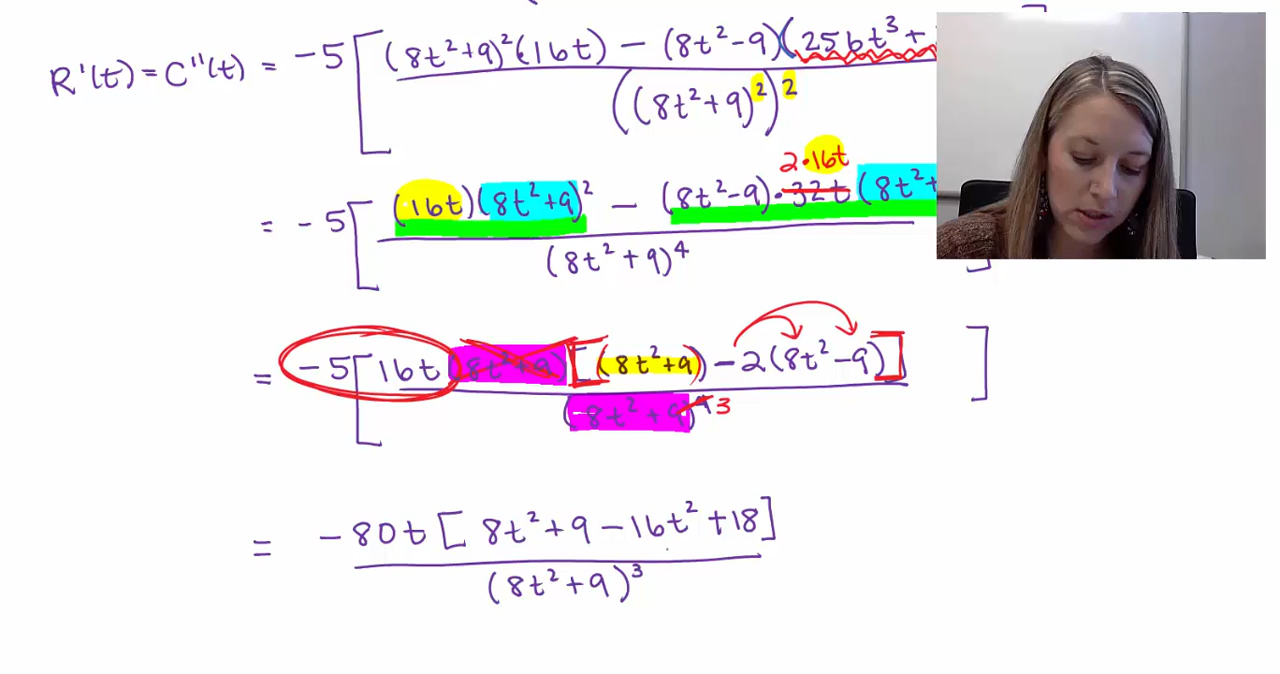 R'(t) = C''(t) = -5[ (8t²+9)²(16t) - (8t²-9)(256t³+
((8t²+9)²)²
2·16t
= -5[ (16t)(8t²+9)² - (8t²-9)·32t(8t²+
(8t²+9)⁴
= -5[ 16t(8t²+9)[(8t²+9) - 2(8t²-9)] ]
(8t²+9)⁴ 3
= -80t[8t²+9-16t²+18]
(8t²+9)³